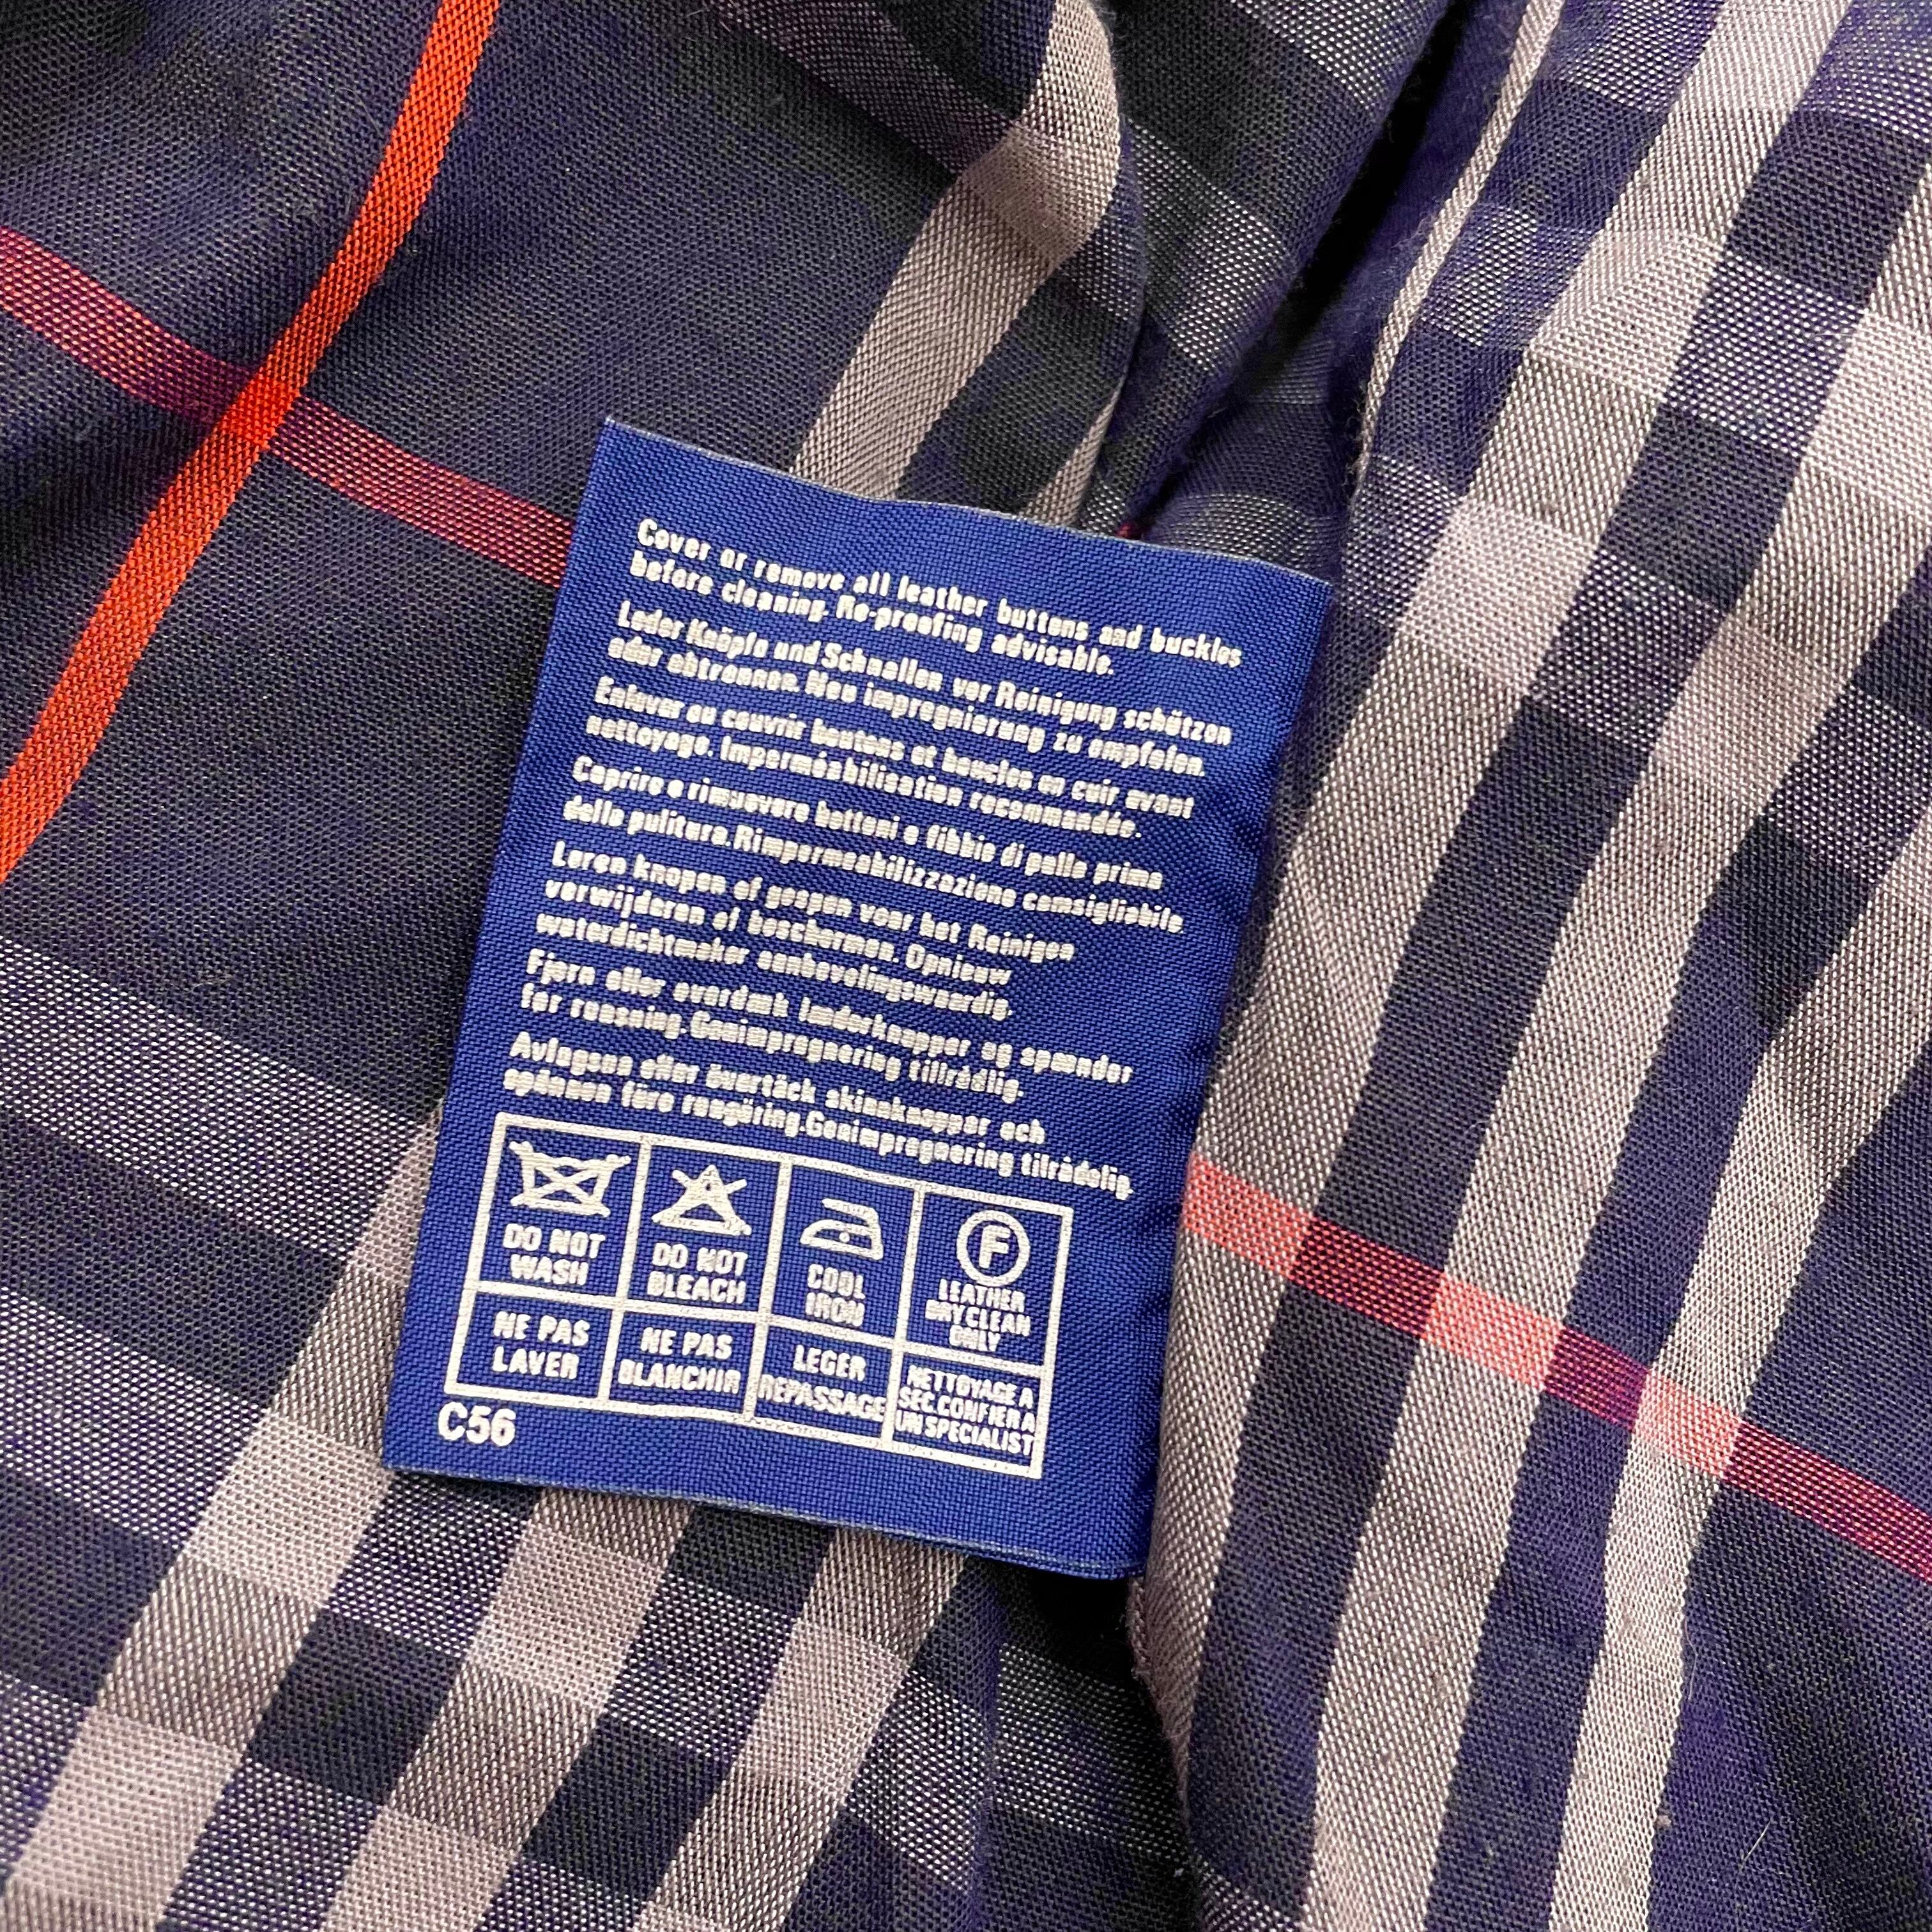 Cover or remove all leather buttons and buckles
before cleaning. Re-proofing advisable.
Leder Knöpfe und Schnallen vor Reinigung schützen
oder abtrennen. Neu imprägnierung zu empfolen.
Enlever ou couvrir boutons et boucles au cuir avant
nettoyage. Imperméabilisation recommandée.
Coprire o rimuovere bottoni e fibbie di pelle prima
della pulitura. Rimpermeabilizzazione consigliabile
Leren knopen of gespen voor het Reinigen
verwijderen of beschermen. Opnieuw
waterdichtmaken aanbevelingswaardig.
Fjern eller overdæk læderknapper og spænder
før rensning. Genimprægnering tilrådlig.
Avlägsna eller övertäck skinnknappar och
spännen före rengöring. Genimpregnering tilrådelig.
DO NOT
WASH
DO NOT
BLEACH
COOL
IRON
F
LEATHER
DRY CLEAN
ONLY
NE PAS
LAVER
NE PAS
BLANCHIR
LEGER
REPASSAGE
NETTOYAGE A
SEC. CONFIER A
UN SPECIALIST
C56